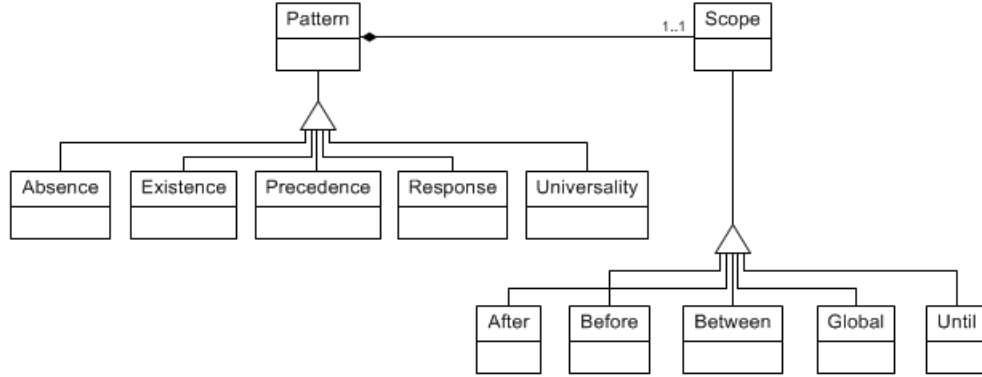 Pattern
1..1
Scope
Absence
Existence
Precedence
Response
Universality
After
Before
Between
Global
Until